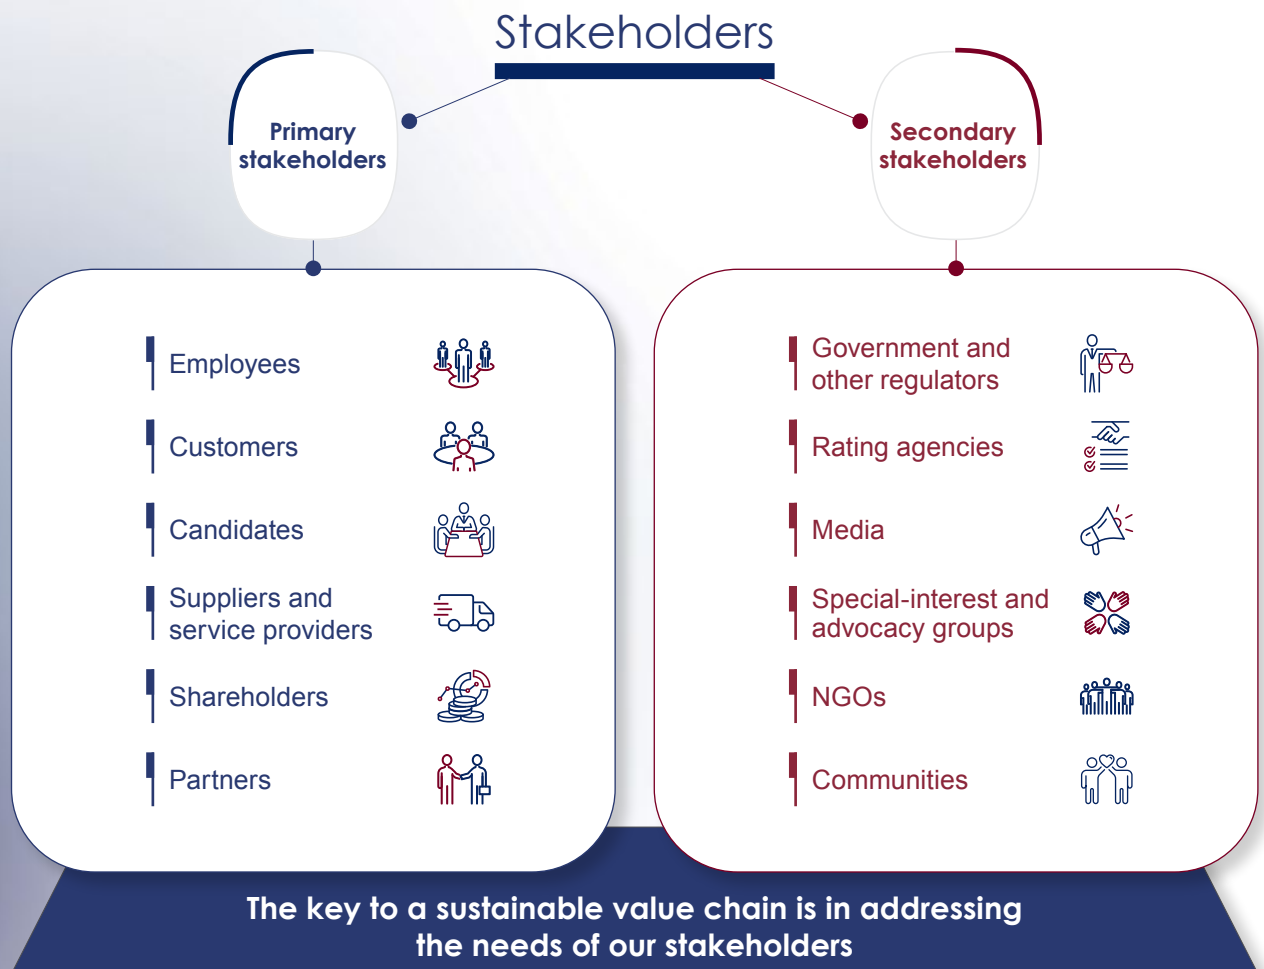 Stakeholders
Primary
stakeholders
Employees
Customers
Candidates
Suppliers and
service providers
Shareholders
Partners
Secondary
stakeholders
Government and
other regulators
Rating agencies
Media
Special-interest and
advocacy groups
NGOs
Communities
The key to a sustainable value chain is in addressing
the needs of our stakeholders